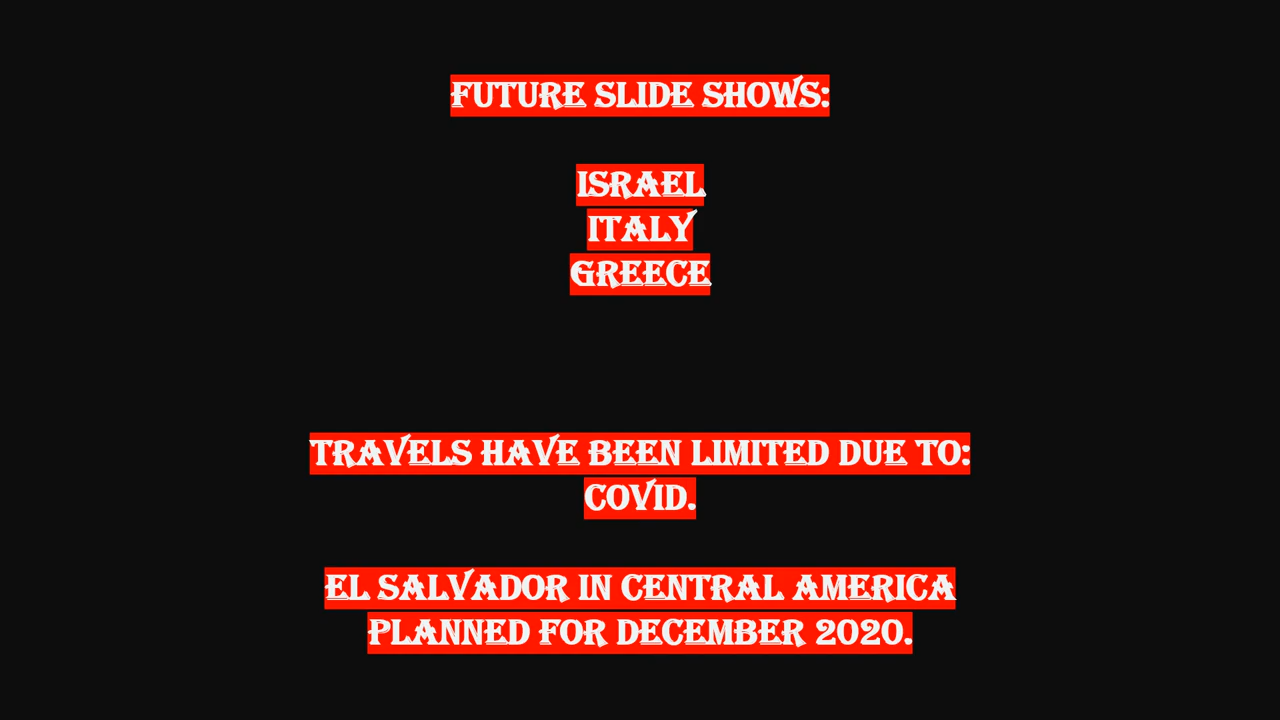 FUTURE SLIDE SHOWS:
ISRAEL
ITALY
GREECE
TRAVELS HAVE BEEN LIMITED DUE TO:
COVID.
EL SALVADOR IN CENTRAL AMERICA
PLANNED FOR DECEMBER 2020.